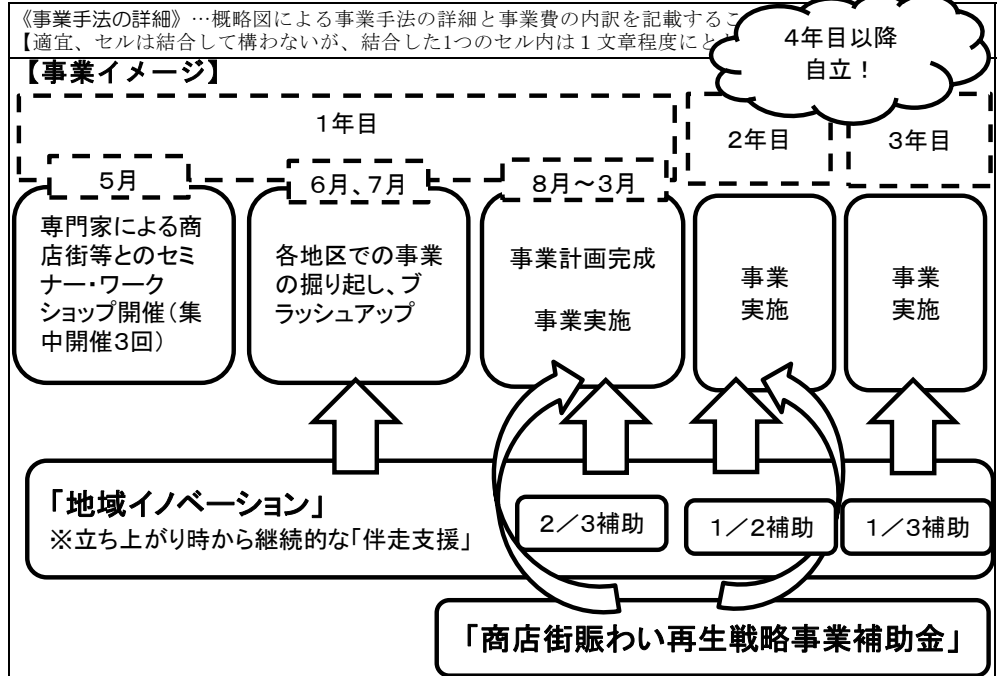 《事業手法の詳細》…概略図による事業手法の詳細と事業費の内訳を記載するこ
【適宜、セルは結合して構わないが、結合した1つのセル内は１文章程度にとど
4年目以降
自立！
【事業イメージ】
1年目
2年目
3年目
5月
6月、7月
8月～3月
専門家による商
店街等とのセミ
ナー・ワーク
ショップ開催（集
中開催3回）
各地区での事業
の掘り起し、ブ
ラッシュアップ
事業計画完成
事業実施
事業
実施
事業
実施
「地域イノベーション」
※立ち上がり時から継続的な「伴走支援」
2／3補助
1／2補助
1／3補助
「商店街賑わい再生戦略事業補助金」